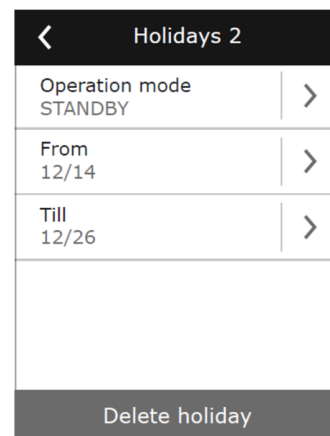 Holidays 2
Operation mode
STANDBY
From
12/14
Till
12/26
Delete holiday